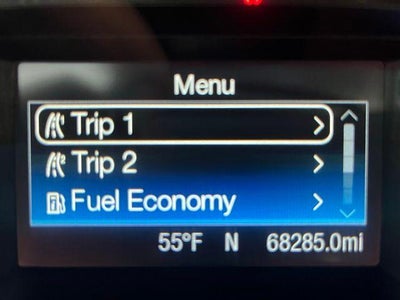 Menu
Trip 1
Trip 2
Fuel Economy
55°F N 68285.0mi